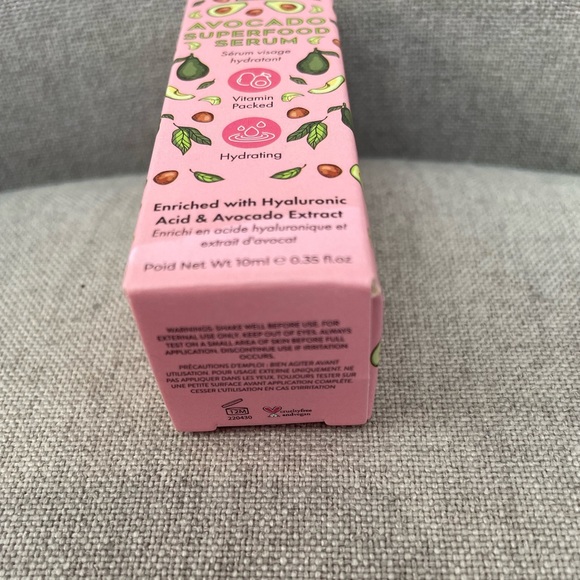 AVOCADO
SUPERFOOD
SERUM
Sérum visage
hydratant
Vitamin
Packed
Hydrating
Enriched with Hyaluronic
Acid & Avocado Extract
Enrichi en acide hyaluronique et
extrait d'avocat
Poid Net Wt. 10ml ℮ 0.35 fl.oz
WARNINGS: SHAKE WELL BEFORE USE. FOR
EXTERNAL USE ONLY. KEEP OUT OF EYES. ALWAYS
TEST ON A SMALL AREA OF SKIN BEFORE FULL
APPLICATION. DISCONTINUE USE IF IRRITATION
OCCURS.
PRÉCAUTIONS D'EMPLOI : BIEN AGITER AVANT
UTILISATION. POUR USAGE EXTERNE UNIQUEMENT. NE
PAS APPLIQUER DANS LES YEUX. TOUJOURS TESTER SUR
UNE PETITE SURFACE AVANT APPLICATION COMPLÈTE.
CESSER L'UTILISATION EN CAS D'IRRITATION
12M
220430
crueltyfree
andvegan